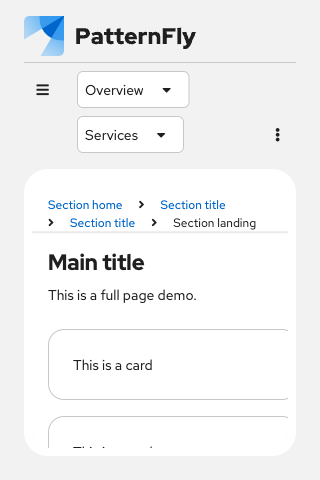 PatternFly
Overview
Services
Section home Section title
Section title Section landing
Main title
This is a full page demo.
This is a card